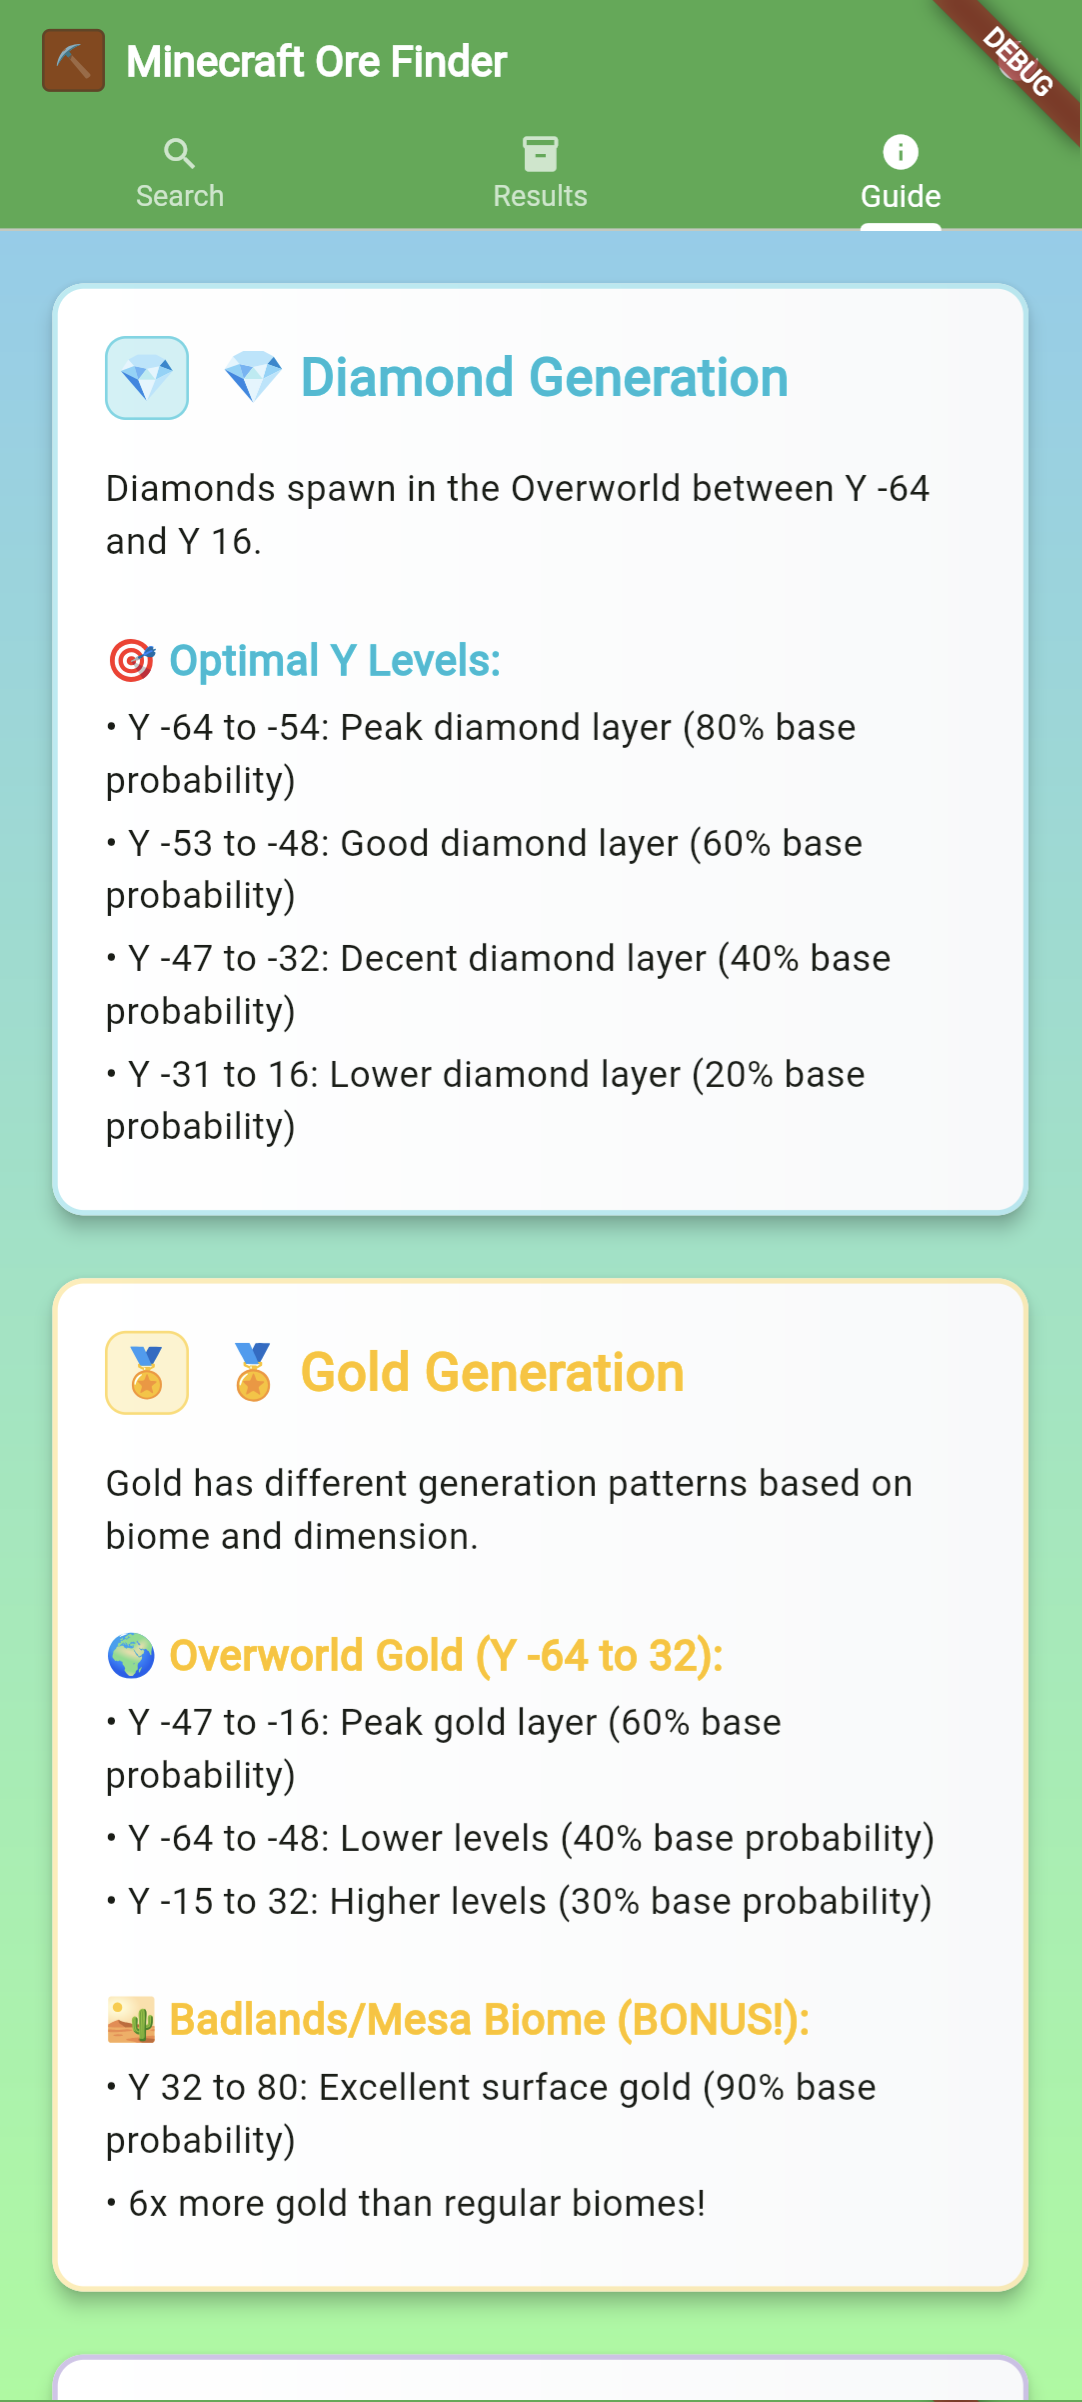 Minecraft Ore Finder
DEBUG
Search
Results
Guide
💎 Diamond Generation
Diamonds spawn in the Overworld between Y -64
and Y 16.
🎯 Optimal Y Levels:
• Y -64 to -54: Peak diamond layer (80% base
probability)
• Y -53 to -48: Good diamond layer (60% base
probability)
• Y -47 to -32: Decent diamond layer (40% base
probability)
• Y -31 to 16: Lower diamond layer (20% base
probability)
🏅 Gold Generation
Gold has different generation patterns based on
biome and dimension.
🌍 Overworld Gold (Y -64 to 32):
• Y -47 to -16: Peak gold layer (60% base
probability)
• Y -64 to -48: Lower levels (40% base probability)
• Y -15 to 32: Higher levels (30% base probability)
🏜️ Badlands/Mesa Biome (BONUS!):
• Y 32 to 80: Excellent surface gold (90% base
probability)
• 6x more gold than regular biomes!